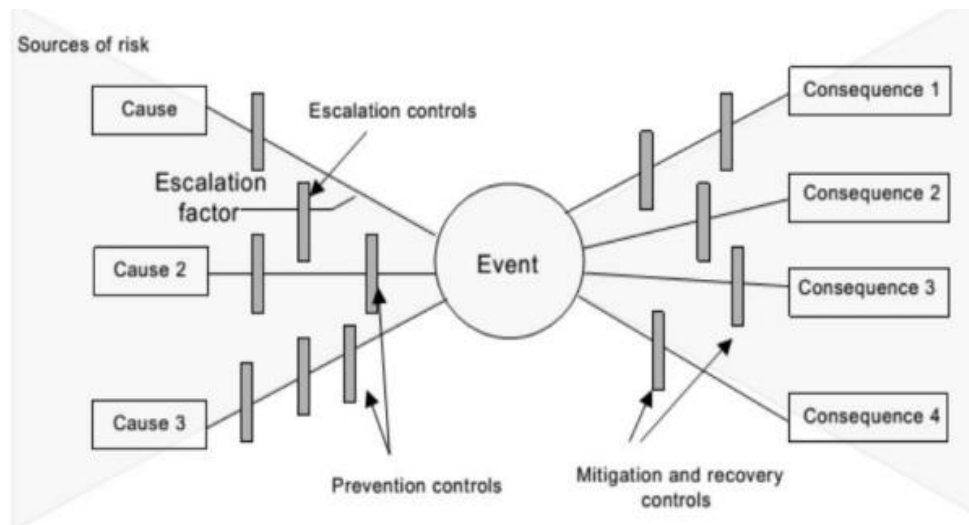 Sources of risk
Cause
Escalation controls
Consequence 1
Escalation
factor
Consequence 2
Cause 2
Event
Consequence 3
Cause 3
Consequence 4
Prevention controls
Mitigation and recovery
controls